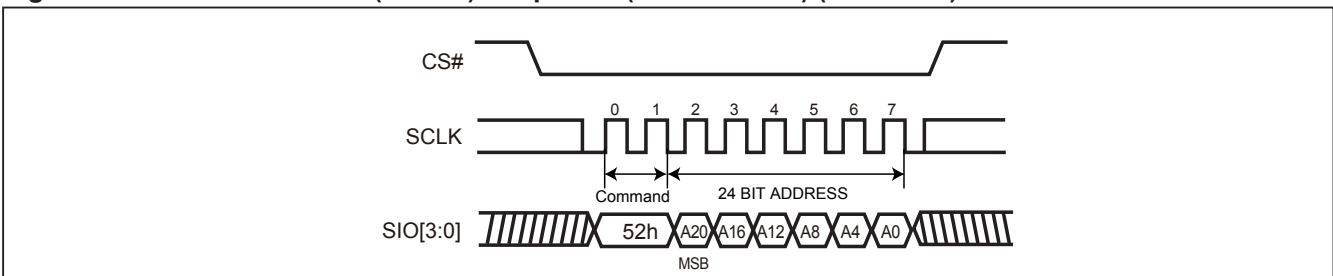 CS#
0 1 2 3 4 5 6 7
SCLK
Command 24 BIT ADDRESS
SIO[3:0] 52h A20 A16 A12 A8 A4 A0
MSB